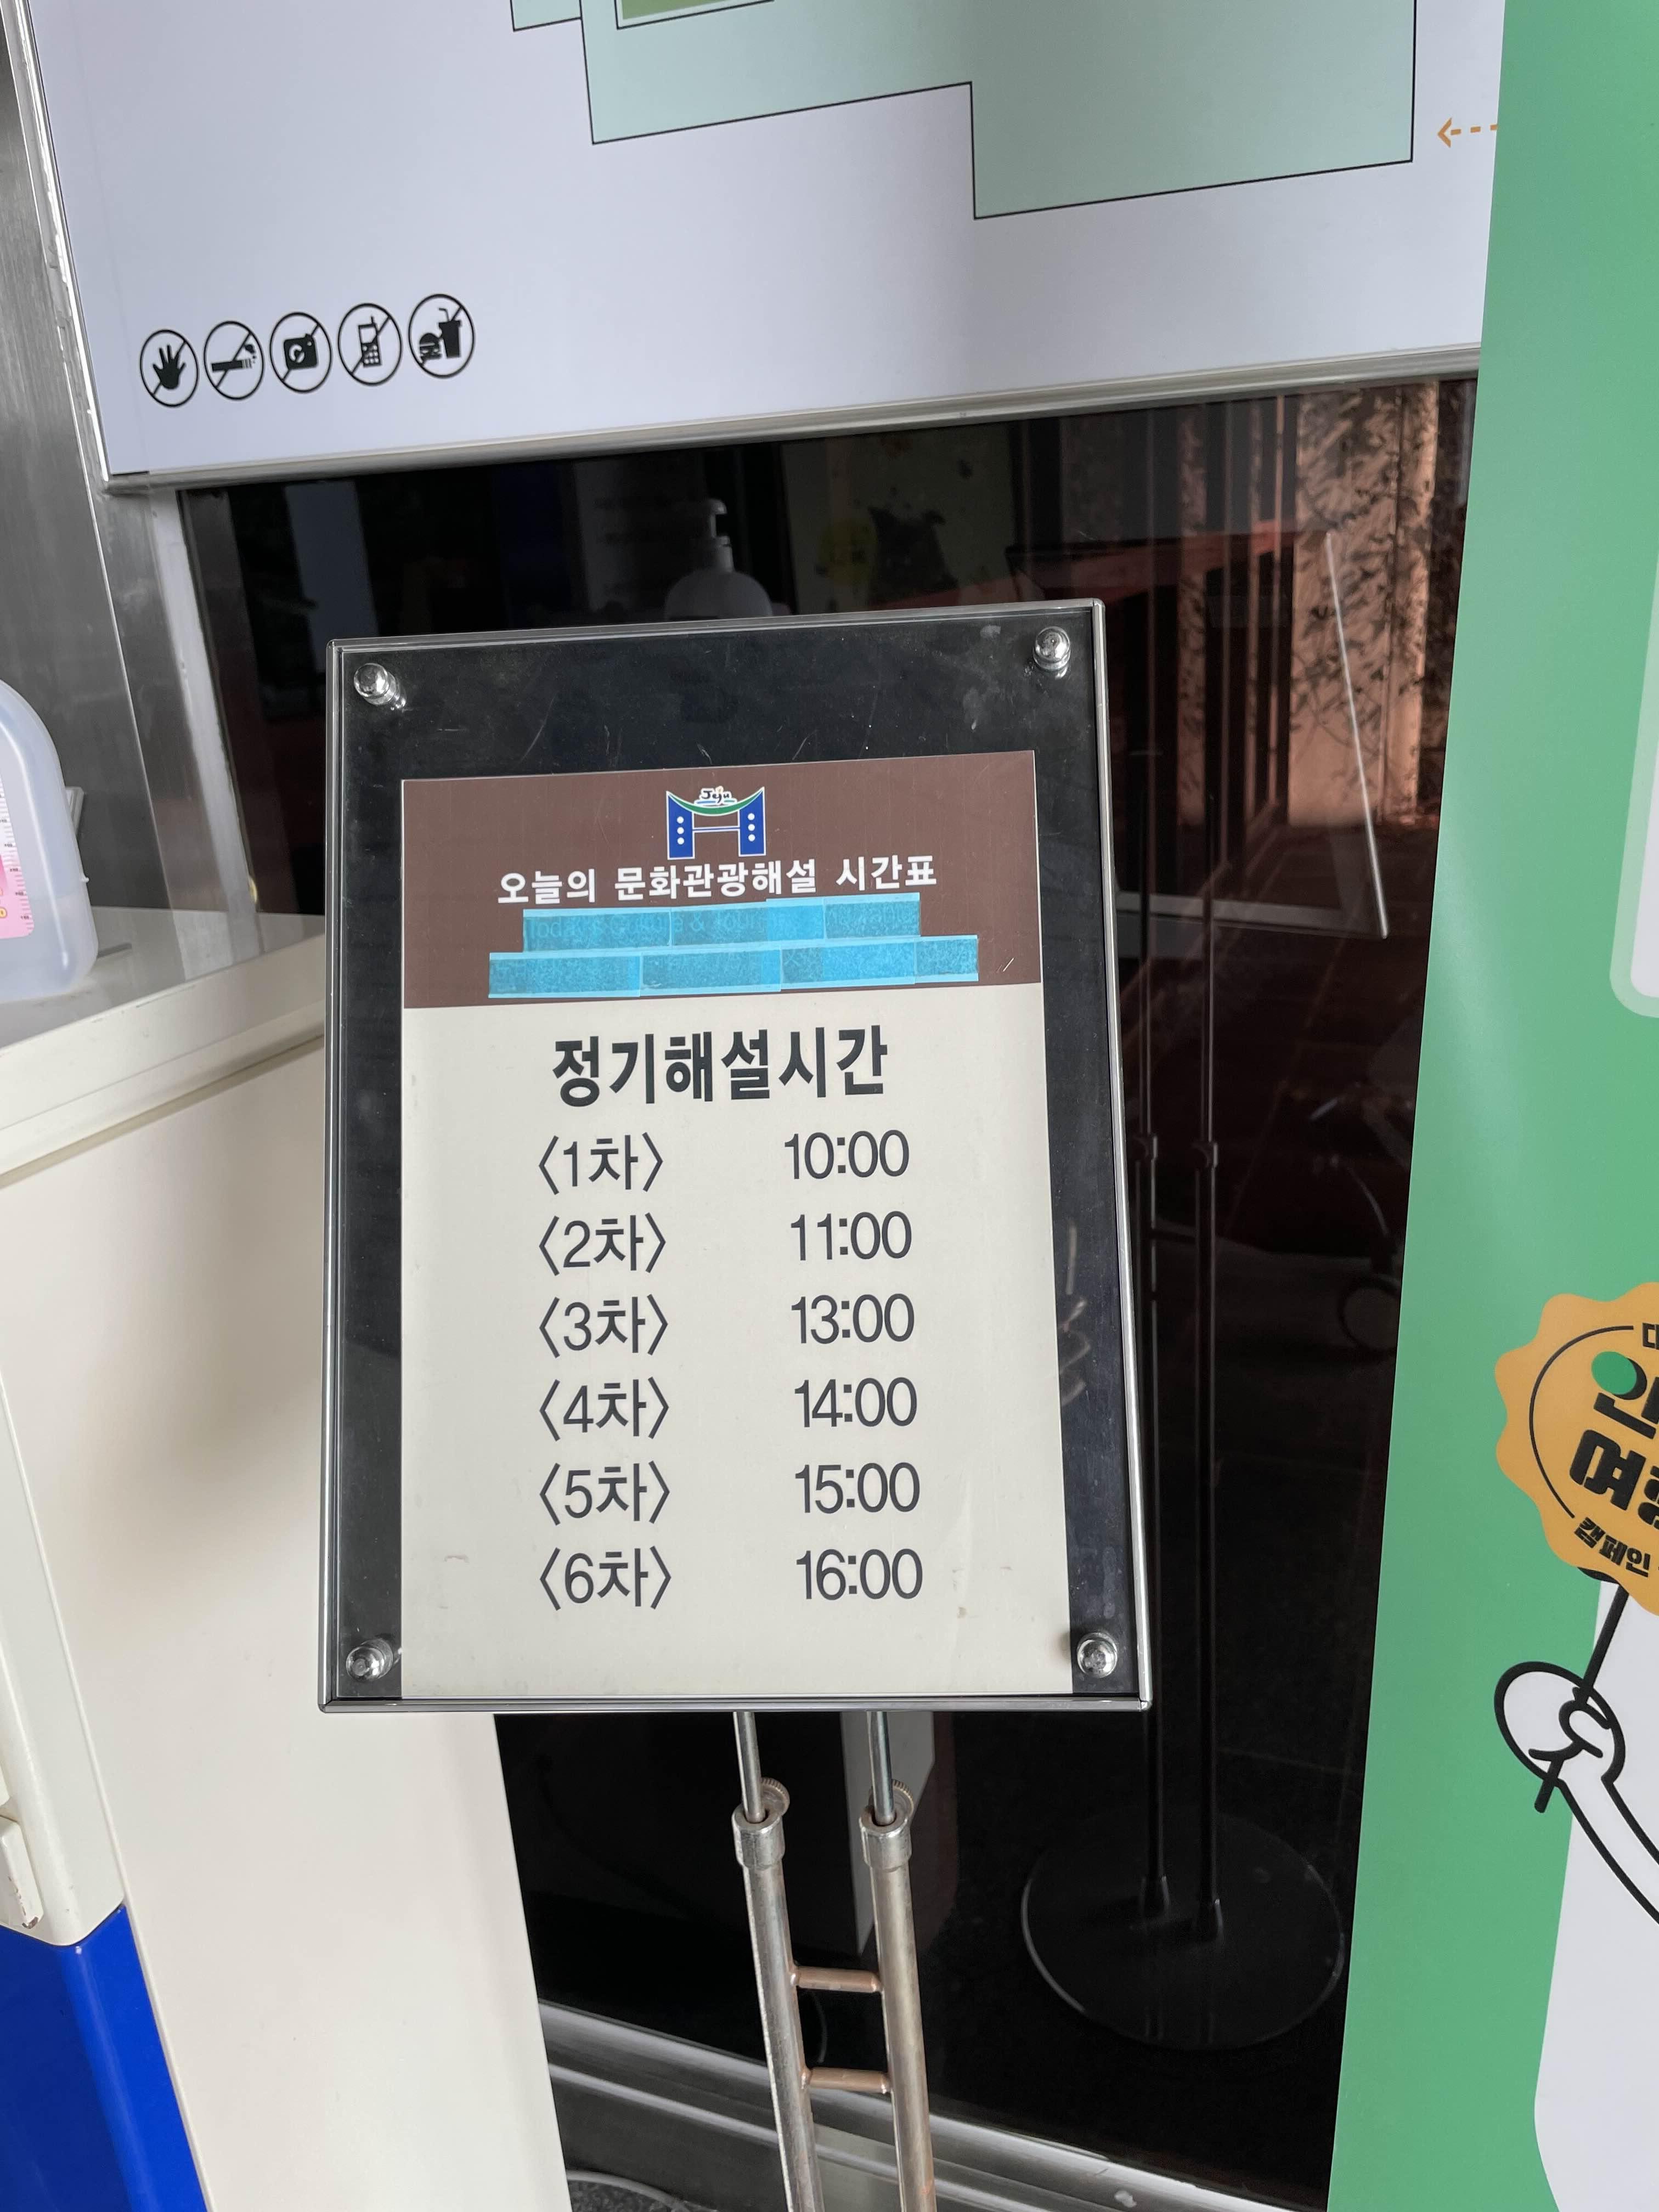 Jeju
오늘의 문화관광해설 시간표
정기해설시간
〈1차〉 10:00
〈2차〉 11:00
〈3차〉 13:00
〈4차〉 14:00
〈5차〉 15:00
〈6차〉 16:00
캠페인